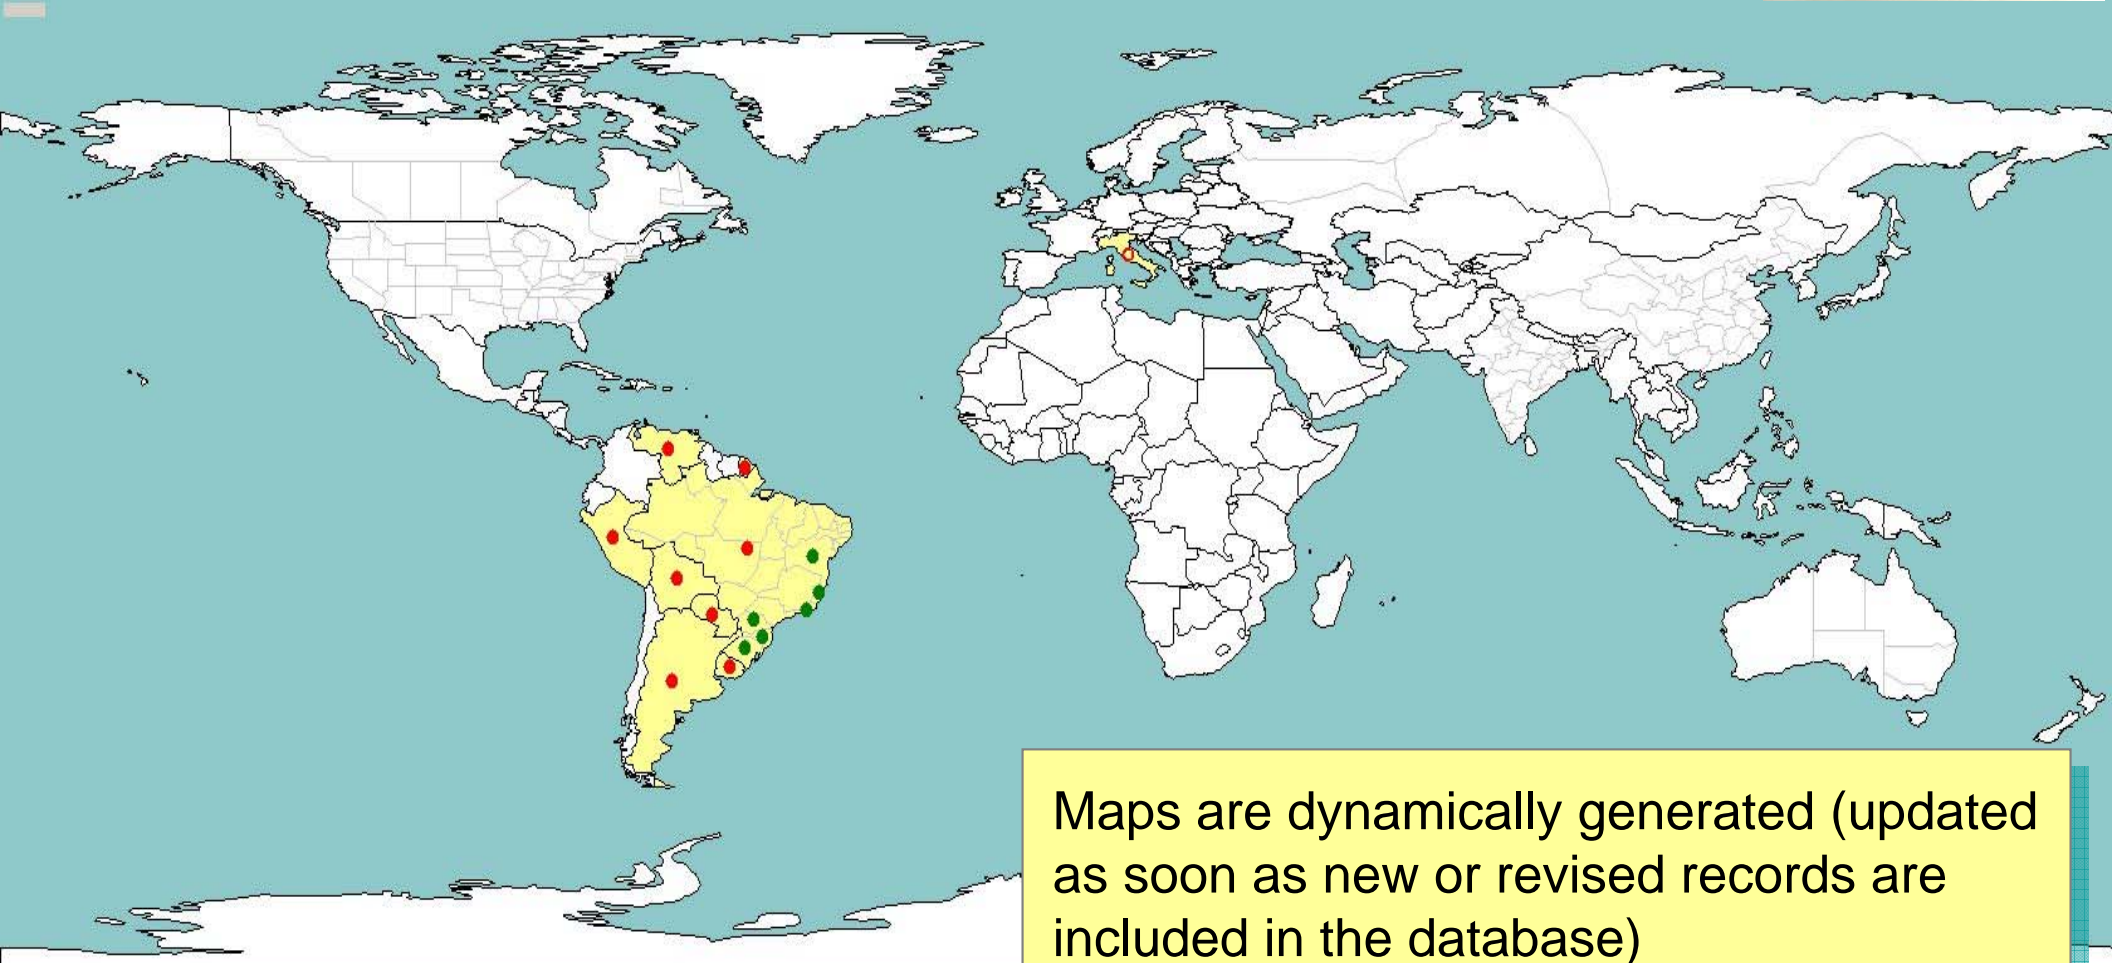 Maps are dynamically generated (updated
as soon as new or revised records are
included in the database)